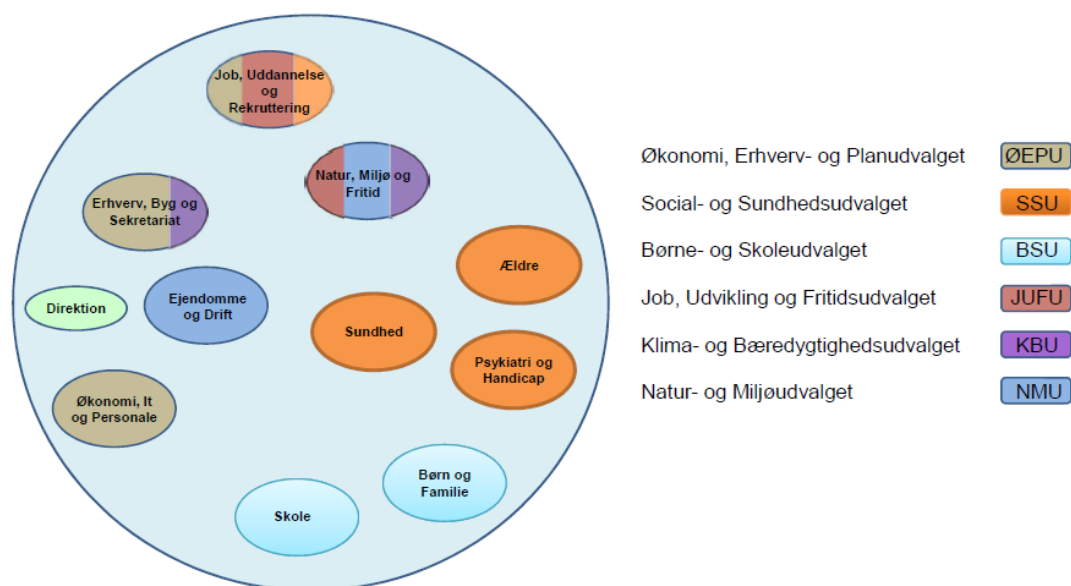 Job, Uddannelse
og
Rekruttering
Natur, Miljø og
Fritid
Erhverv, Byg og
Sekretariat
Ældre
Direktion
Ejendomme
og Drift
Sundhed
Psykiatri og
Handicap
Økonomi, It
og Personale
Børn og
Familie
Skole
Økonomi, Erhverv- og Planudvalget ØEPU
Social- og Sundhedsudvalget SSU
Børne- og Skoleudvalget BSU
Job, Udvikling og Fritidsudvalget JUFU
Klima- og Bæredygtighedsudvalget KBU
Natur- og Miljøudvalget NMU